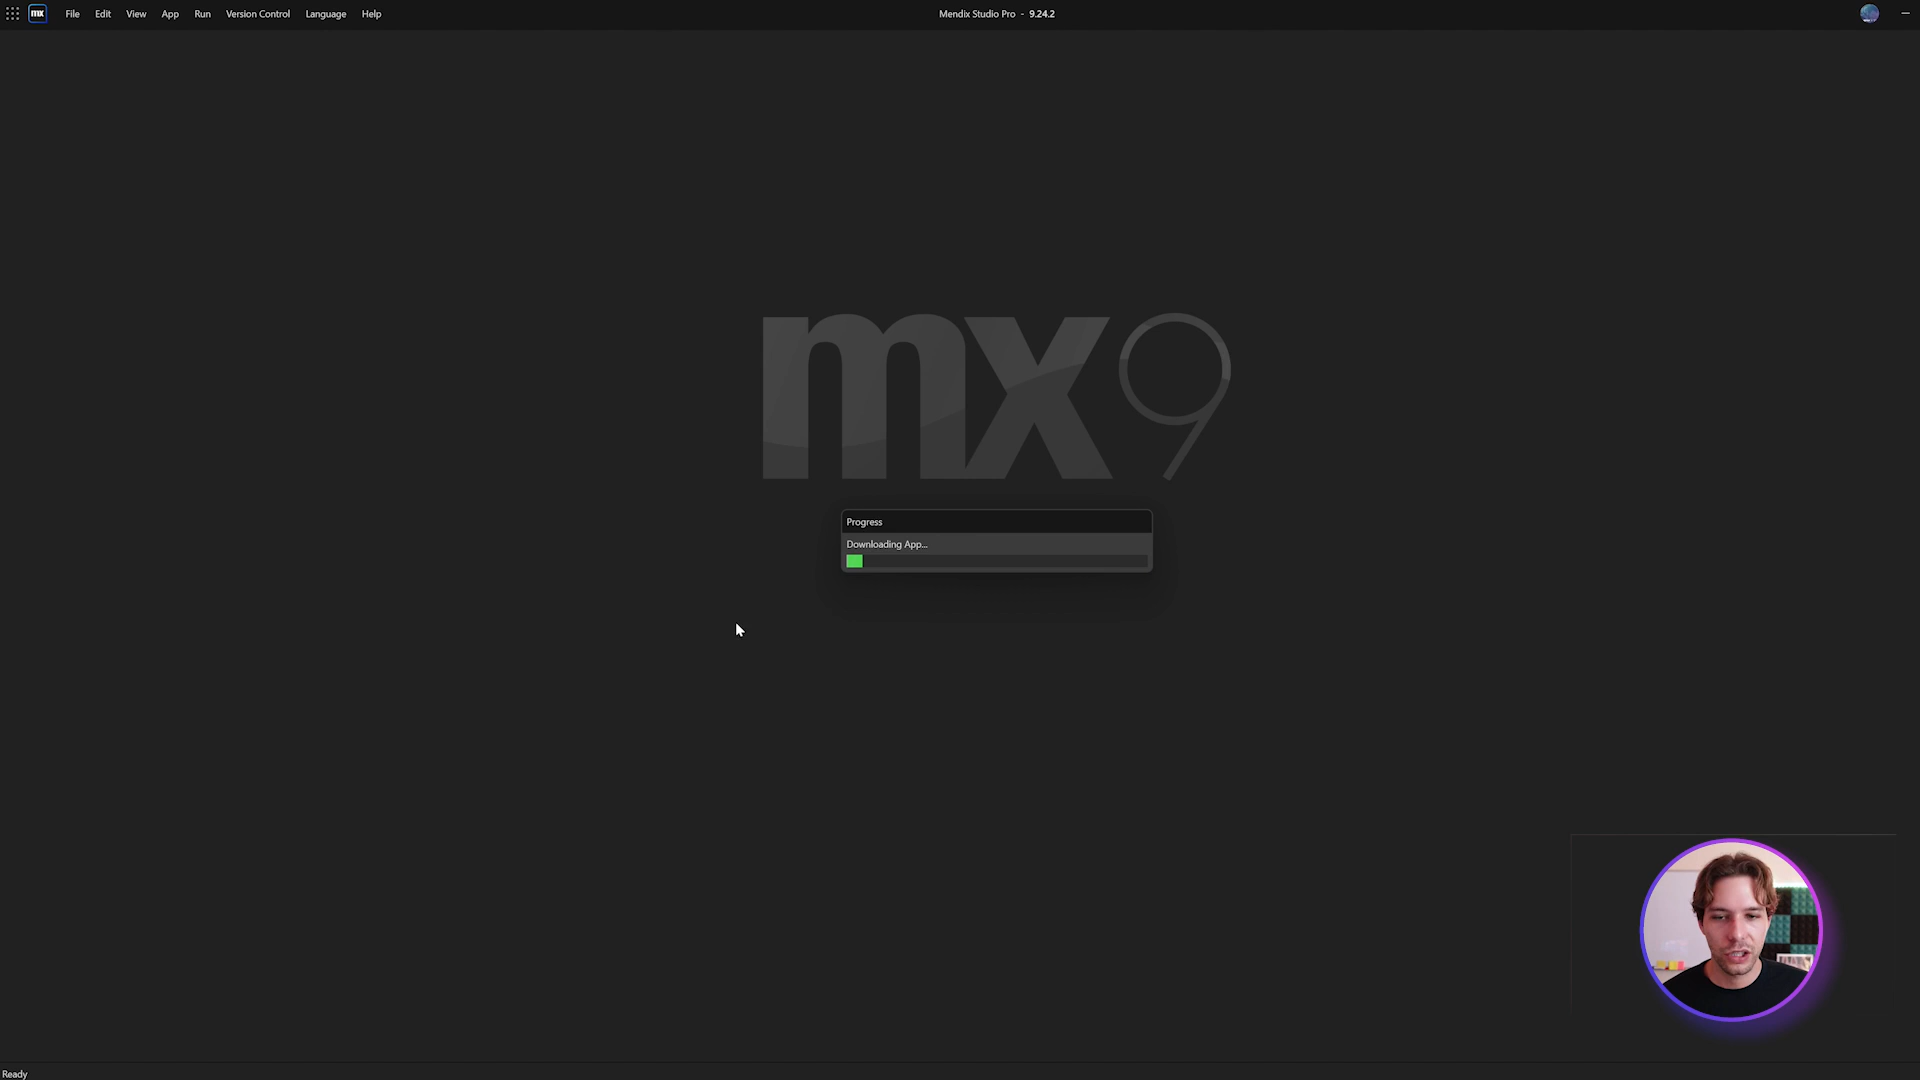 mx File Edit View App Run Version Control Language Help Mendix Studio Pro - 9.24.2
mx9
Progress
Downloading App...
Ready